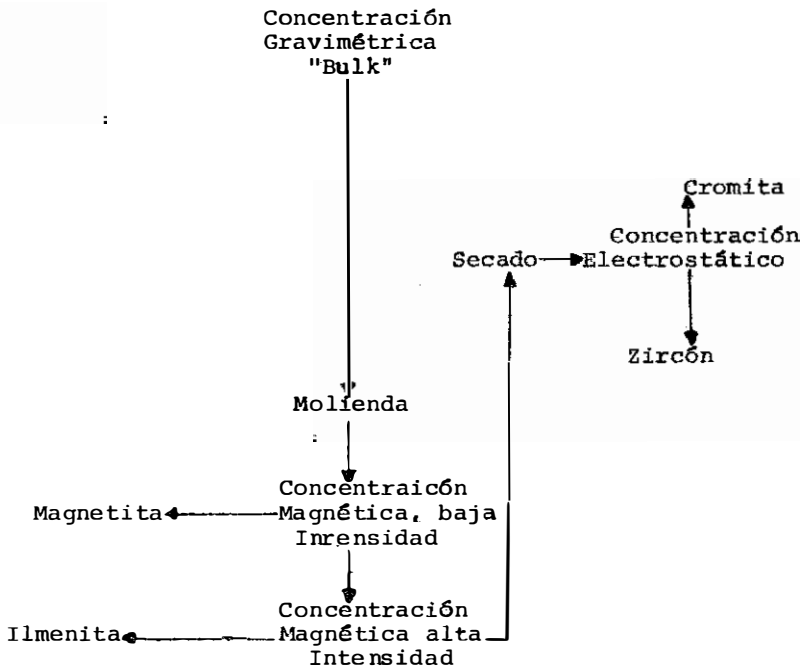 Concentración
Gravimétrica
"Bulk"
Cromita
Concentración
Secado
Electrostático
Zircón
Molienda
Concentraicón
Magnetita
Magnética, baja
Inrensidad
Concentración
Ilmenita
Magnética alta
Intensidad